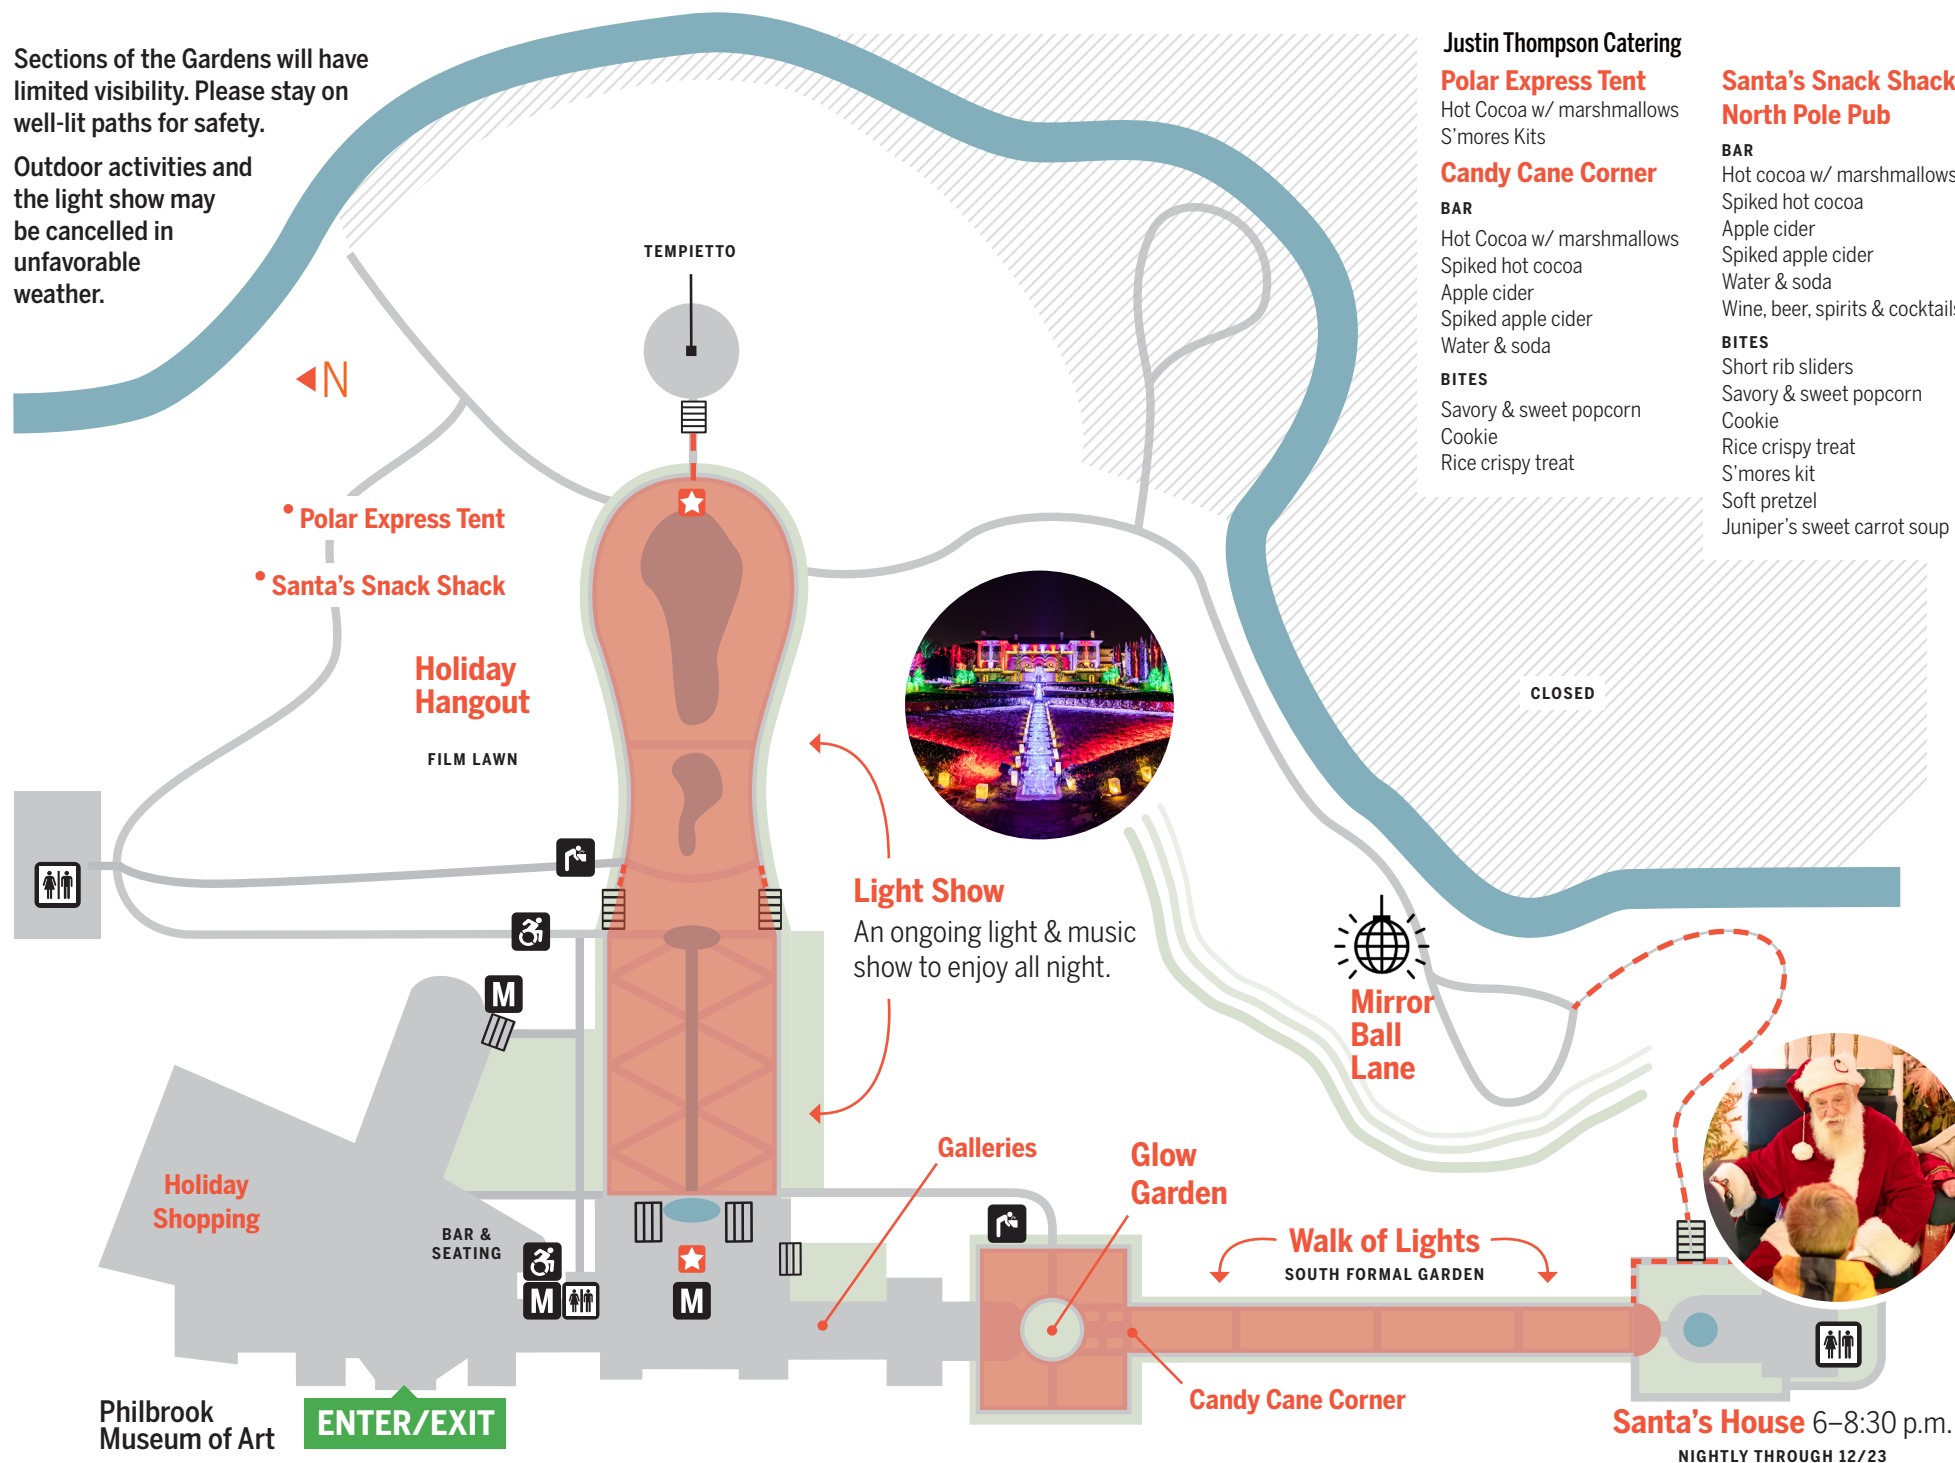 Sections of the Gardens will have
limited visibility. Please stay on
well-lit paths for safety.
Outdoor activities and
the light show may
be cancelled in
unfavorable
weather.
N
TEMPIETTO
Justin Thompson Catering
Polar Express Tent
Hot Cocoa w/ marshmallows
S'mores Kits
Candy Cane Corner
BAR
Hot Cocoa w/ marshmallows
Spiked hot cocoa
Apple cider
Spiked apple cider
Water & soda
BITES
Savory & sweet popcorn
Cookie
Rice crispy treat
Santa's Snack Shack
North Pole Pub
BAR
Hot cocoa w/ marshmallows
Spiked hot cocoa
Apple cider
Spiked apple cider
Water & soda
Wine, beer, spirits & cocktails
BITES
Short rib sliders
Savory & sweet popcorn
Cookie
Rice crispy treat
S'mores kit
Soft pretzel
Juniper's sweet carrot soup
Polar Express Tent
Santa's Snack Shack
Holiday
Hangout
FILM LAWN
CLOSED
Light Show
An ongoing light & music
show to enjoy all night.
Mirror
Ball
Lane
M
Galleries
Glow
Garden
Holiday
Shopping
BAR &
SEATING
Walk of Lights
SOUTH FORMAL GARDEN
M
M
Candy Cane Corner
Philbrook
Museum of Art
ENTER/EXIT
Santa's House 6–8:30 p.m.
NIGHTLY THROUGH 12/23